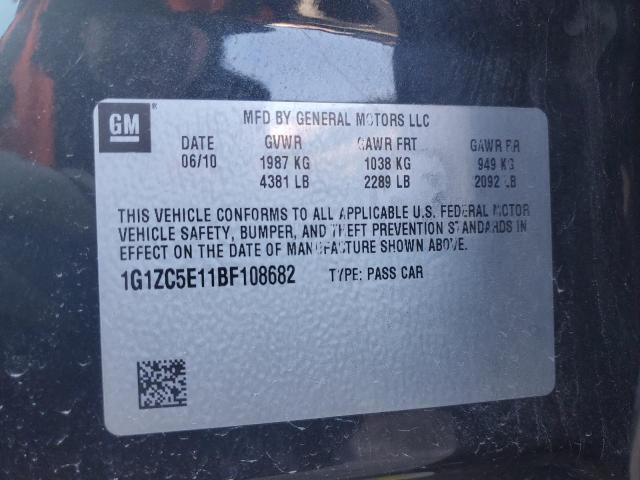 GM®
MFD BY GENERAL MOTORS LLC
DATE GVWR GAWR FRT GAWR RR
06/10 1987 KG 1038 KG 949 KG
4381 LB 2289 LB 2092 LB
THIS VEHICLE CONFORMS TO ALL APPLICABLE U.S. FEDERAL MOTOR
VEHICLE SAFETY, BUMPER, AND THEFT PREVENTION STANDARDS IN
EFFECT ON THE DATE OF MANUFACTURE SHOWN ABOVE.
1G1ZC5E11BF108682 TYPE: PASS CAR